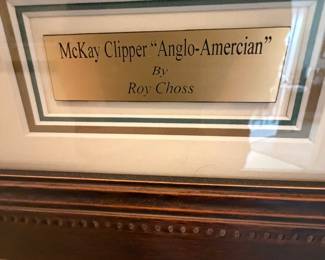 McKay Clipper "Anglo-Amercian"
By
Roy Choss